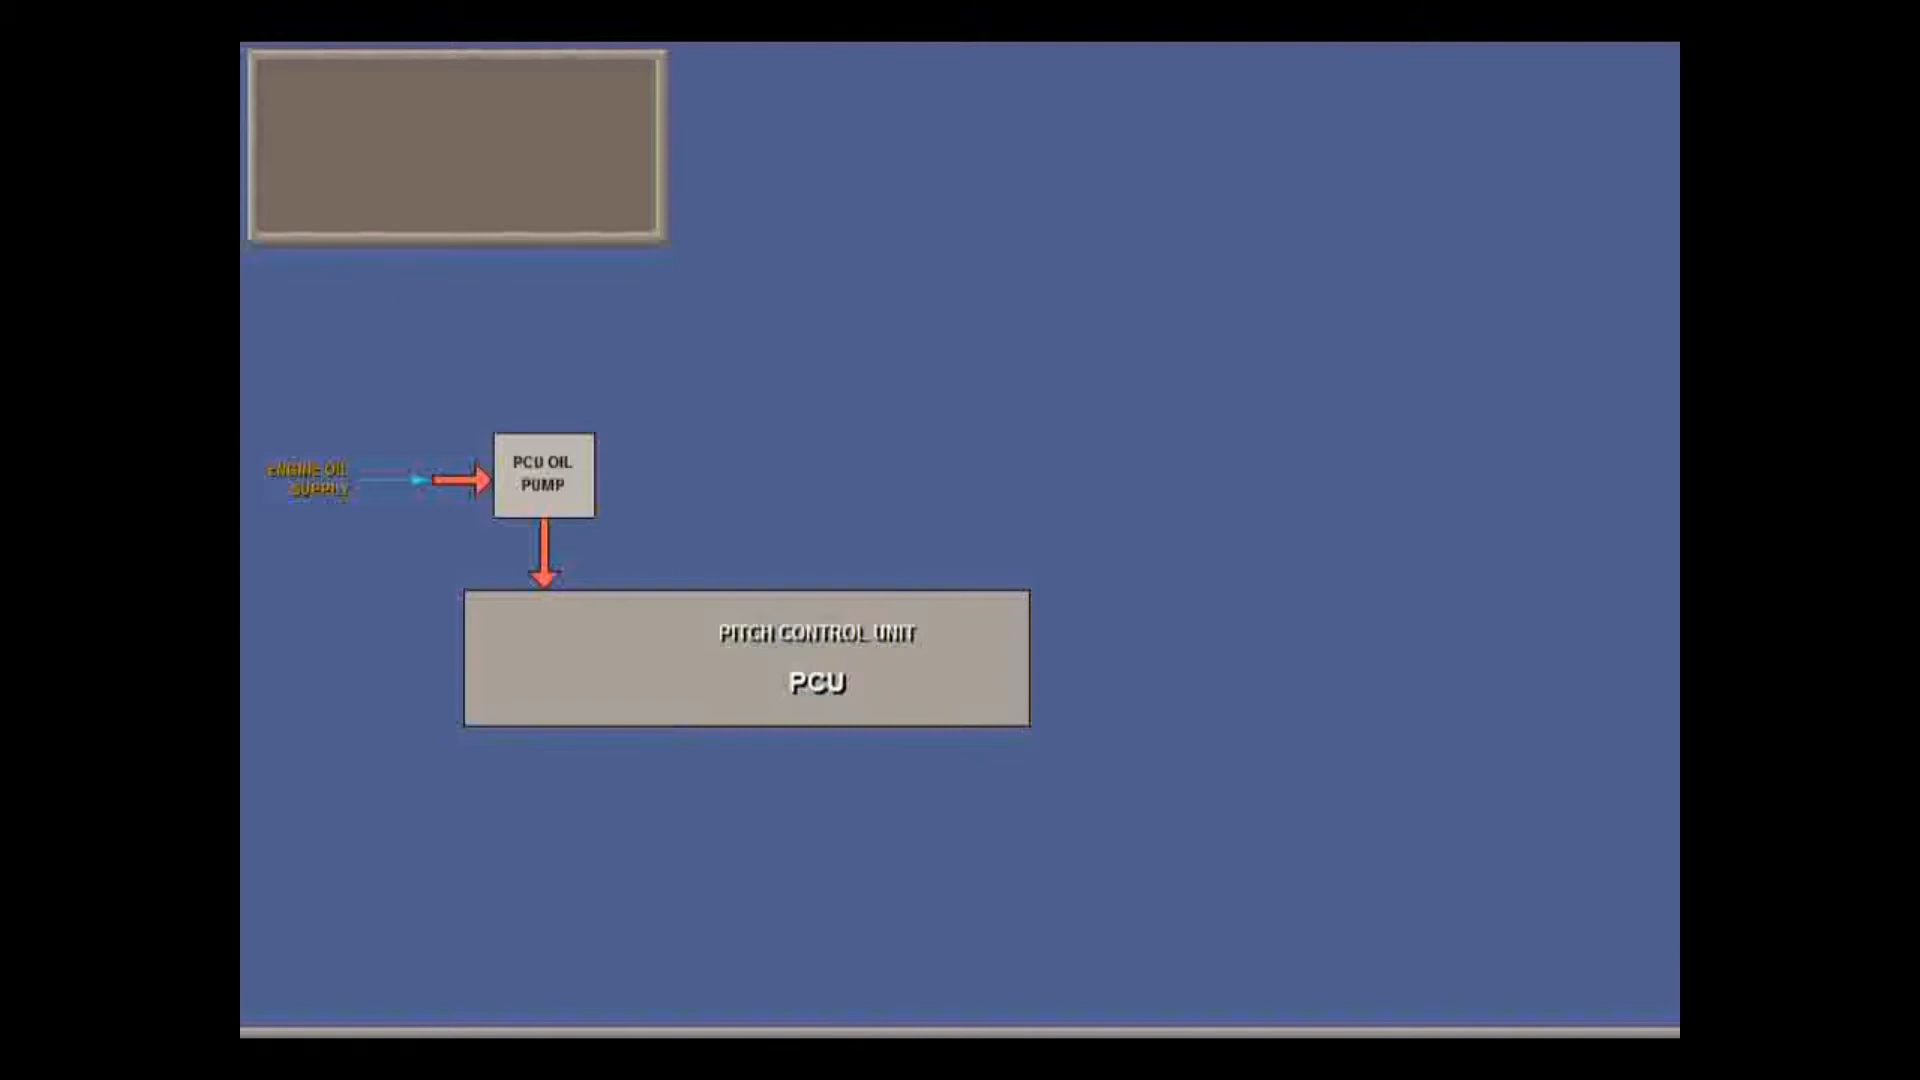 ENGINE OIL
SUPPLY
PCU OIL
PUMP
PITCH CONTROL UNIT
PCU